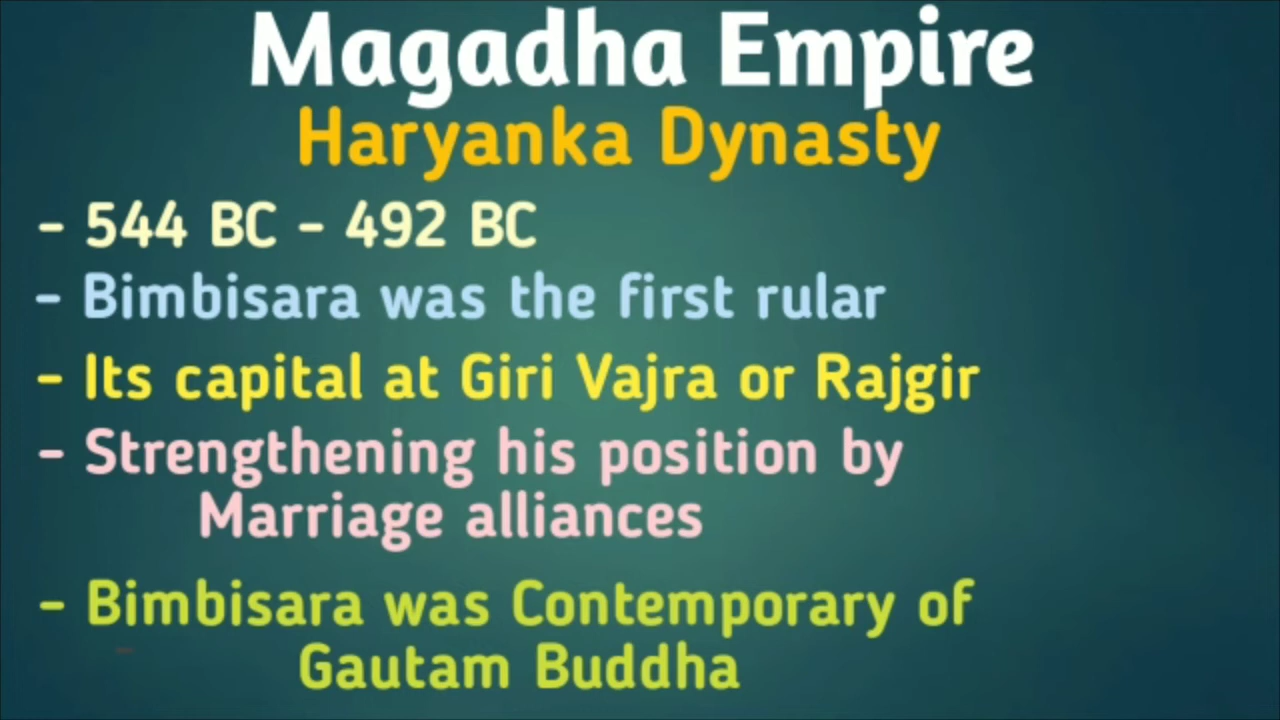 Magadha Empire
Haryanka Dynasty
- 544 BC - 492 BC
- Bimbisara was the first rular
- Its capital at Giri Vajra or Rajgir
- Strengthening his position by
Marriage alliances
- Bimbisara was Contemporary of
Gautam Buddha